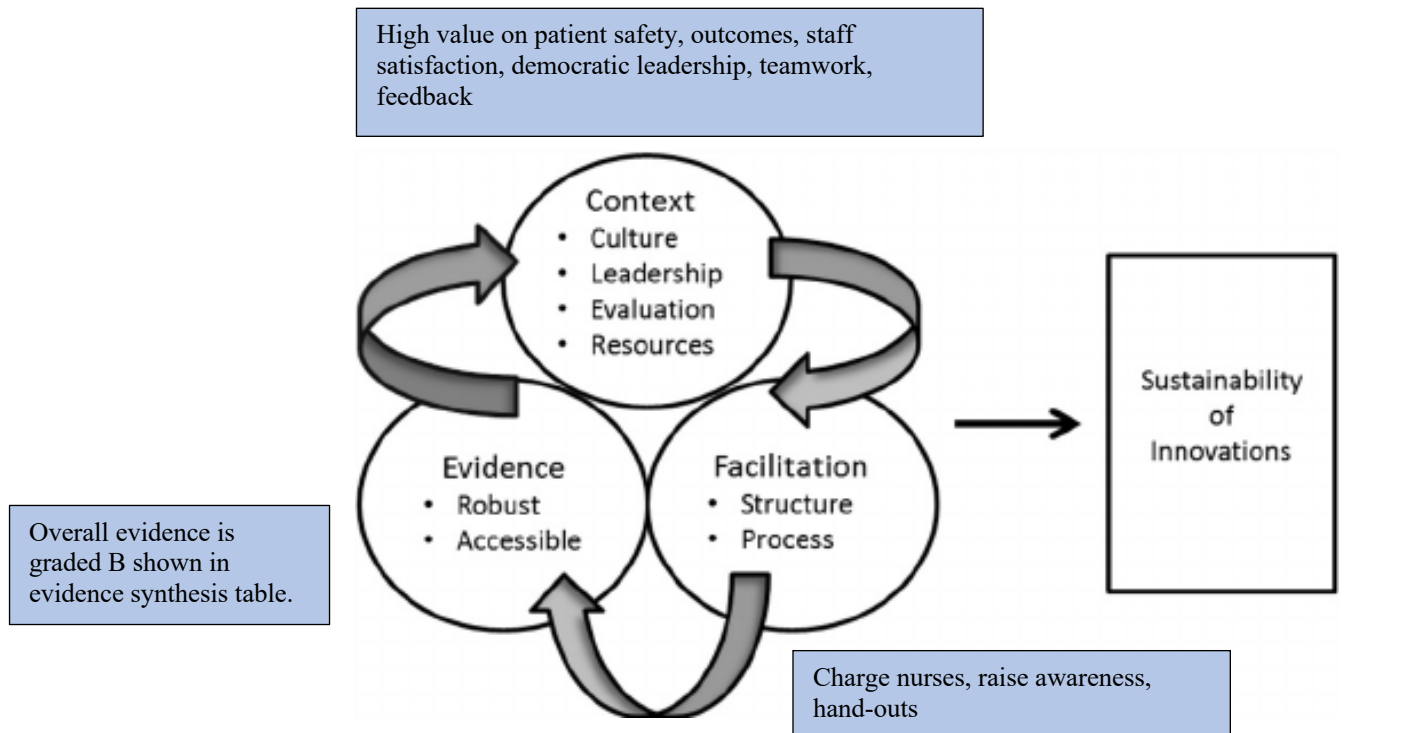 High value on patient safety, outcomes, staff
satisfaction, democratic leadership, teamwork,
feedback
Context
• Culture
• Leadership
• Evaluation
• Resources
Evidence
• Robust
• Accessible
Facilitation
• Structure
• Process
Sustainability
of
Innovations
Overall evidence is
graded B shown in
evidence synthesis table.
Charge nurses, raise awareness,
hand-outs